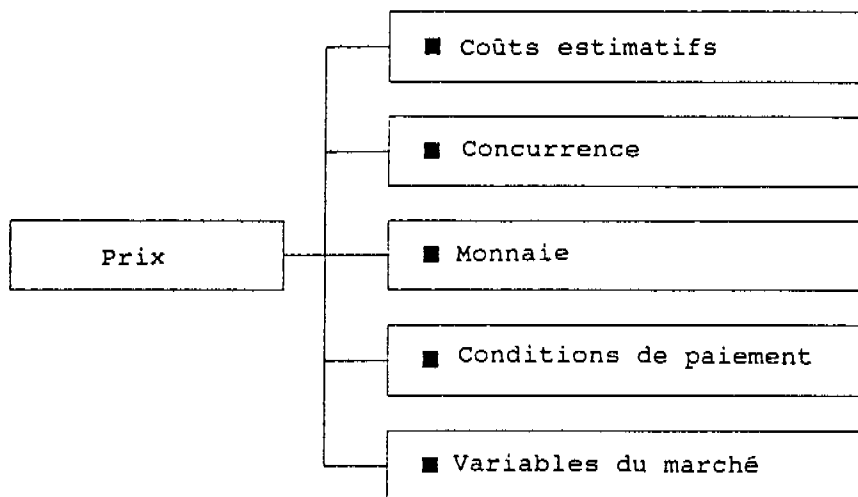 ■ Coûts estimatifs
■ Concurrence
Prix
■ Monnaie
■ Conditions de paiement
■ Variables du marché